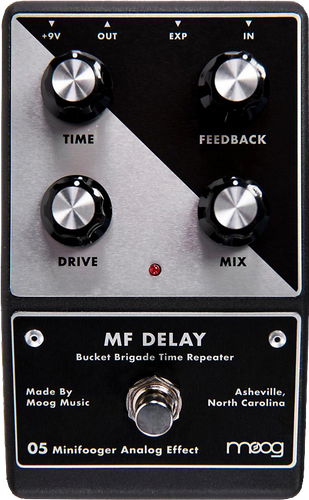 +9V OUT EXP IN
TIME FEEDBACK
DRIVE MIX
MF DELAY
Bucket Brigade Time Repeater
Made By
Moog Music
Asheville,
North Carolina
05 Minifooger Analog Effect
moog